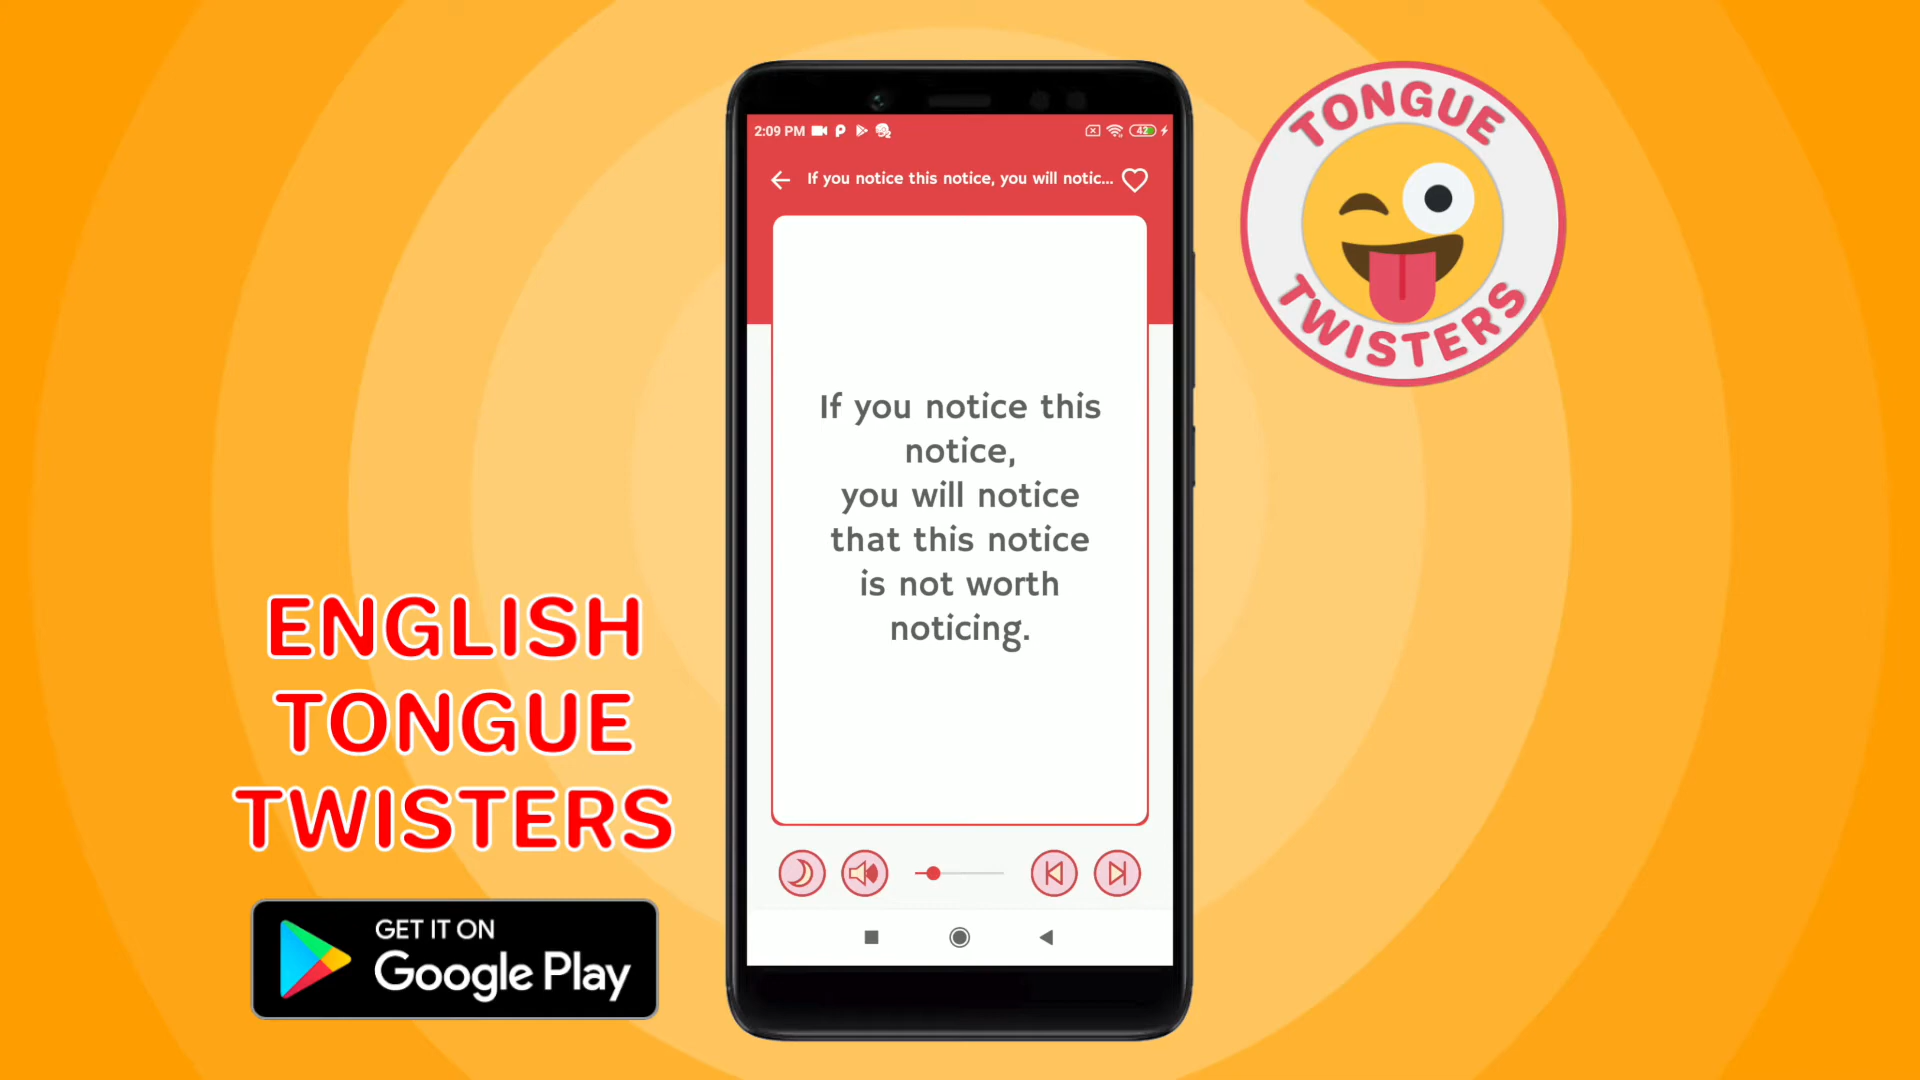 2:09 PM
42
If you notice this notice, you will notic...
If you notice this
notice,
you will notice
that this notice
is not worth
noticing.
TONGUE
TWISTERS
ENGLISH
TONGUE
TWISTERS
GET IT ON
Google Play